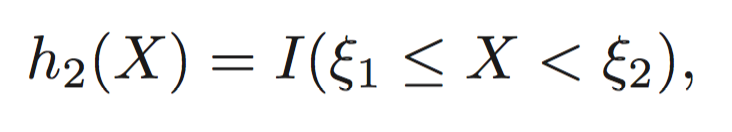 h₂(X) = I(ξ₁ ≤ X < ξ₂),